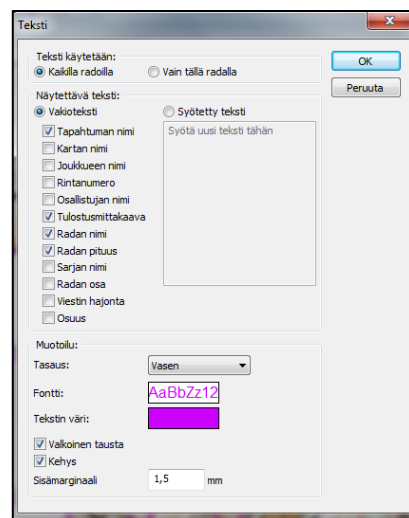 Teksti
Teksti käytetään:
Kaikilla radoilla
Vain tällä radalla
OK
Peruuta
Näytettävä teksti:
Vakioteksti
Syötetty teksti
Tapahtuman nimi
Syötä uusi teksti tähän
Kartan nimi
Joukkueen nimi
Rintanumero
Osallistujan nimi
Tulostusmittakaava
Radan nimi
Radan pituus
Sarjan nimi
Radan osa
Viestin hajonta
Osuus
Muotoilu:
Tasaus:
Vasen
Fontti:
AaBbZz12
Tekstin väri:
Valkoinen tausta
Kehys
Sisämarginaali
1,5
mm